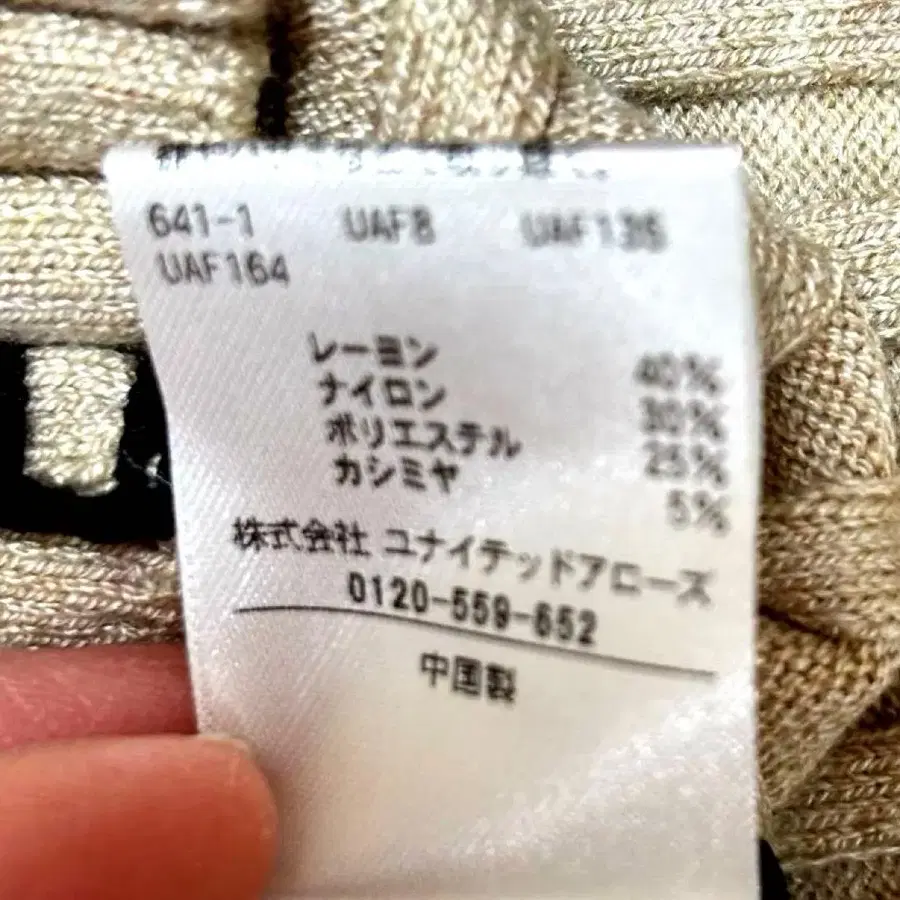 641-1 UAF8 UAF135
UAF164
レーヨン 40%
ナイロン 30%
ポリエステル 25%
カシミヤ 5%
株式会社 ユナイテッドアローズ
0120-559-652
中国製